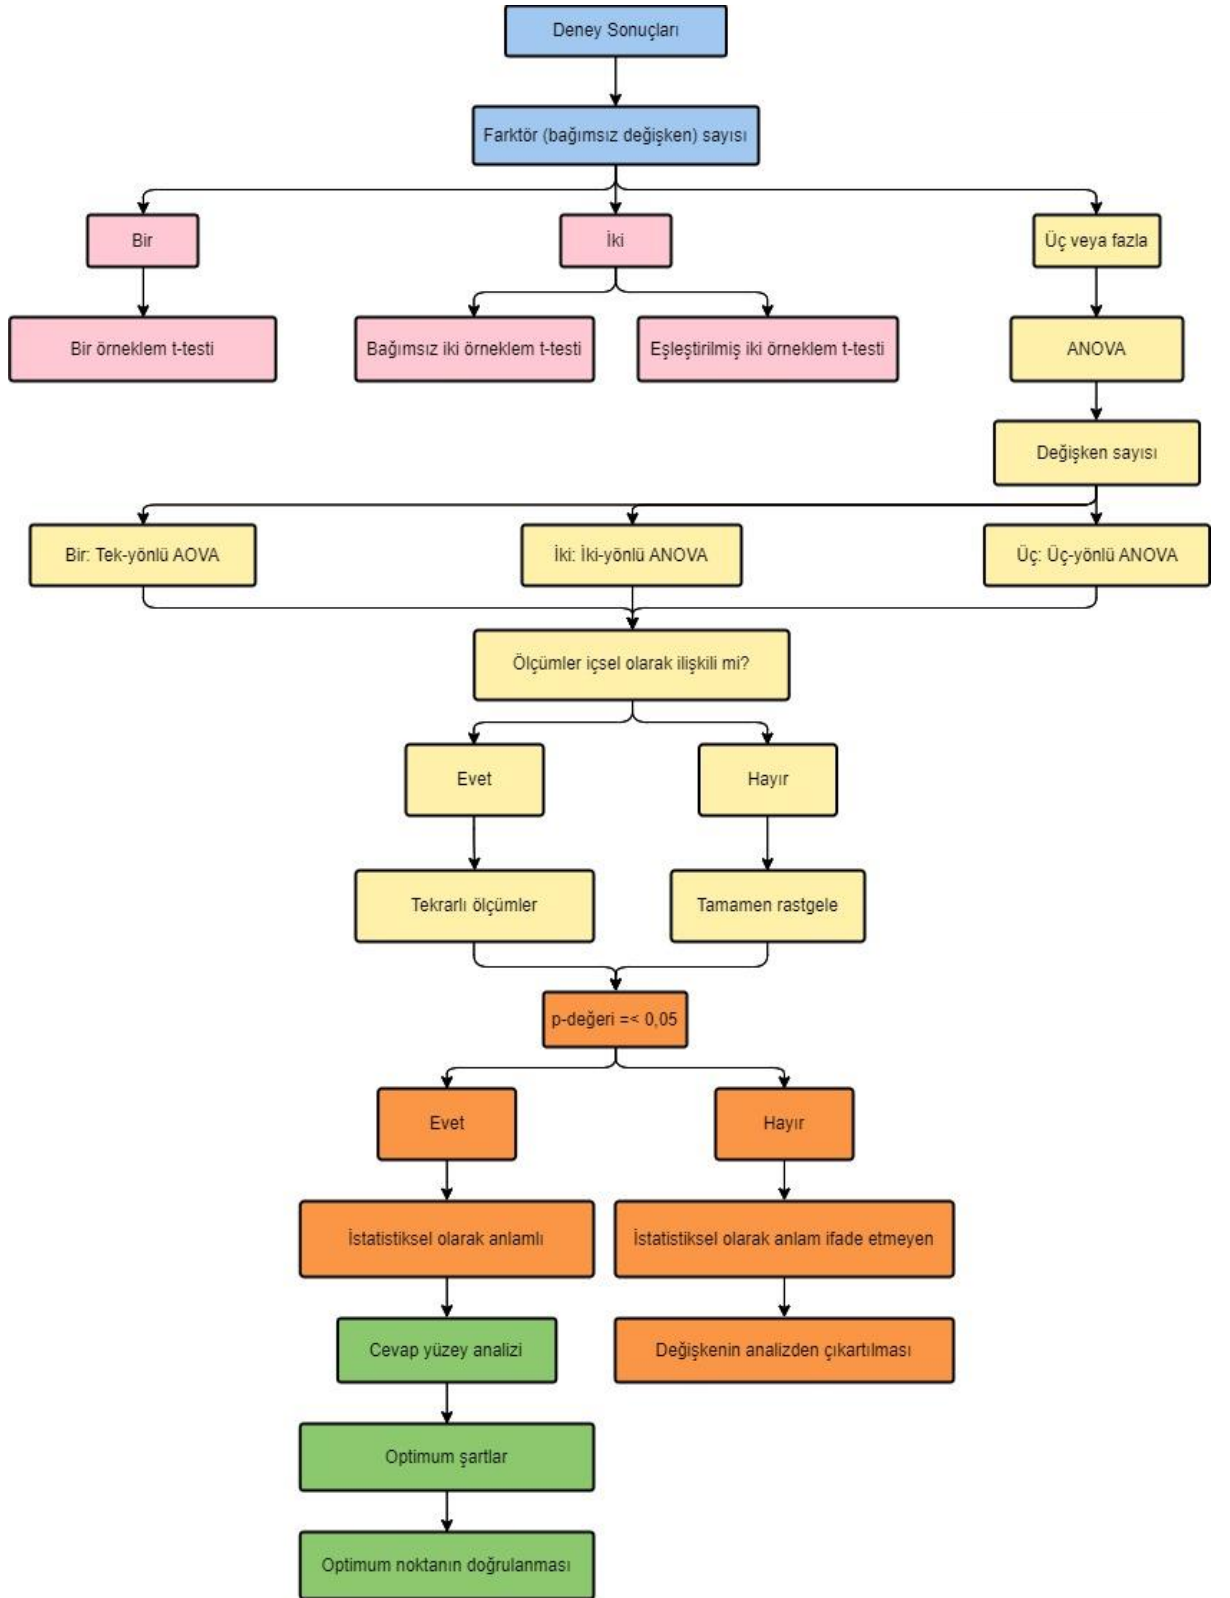 Deney Sonuçları
Farktör (bağımsız değişken) sayısı
Bir
İki
Üç veya fazla
Bir örneklem t-testi
Bağımsız iki örneklem t-testi
Eşleştirilmiş iki örneklem t-testi
ANOVA
Değişken sayısı
Bir: Tek-yönlü AOVA
İki: İki-yönlü ANOVA
Üç: Üç-yönlü ANOVA
Ölçümler içsel olarak ilişkili mi?
Evet
Hayır
Tekrarlı ölçümler
Tamamen rastgele
p-değeri =< 0,05
Evet
Hayır
İstatistiksel olarak anlamlı
İstatistiksel olarak anlam ifade etmeyen
Cevap yüzey analizi
Değişkenin analizden çıkartılması
Optimum şartlar
Optimum noktanın doğrulanması